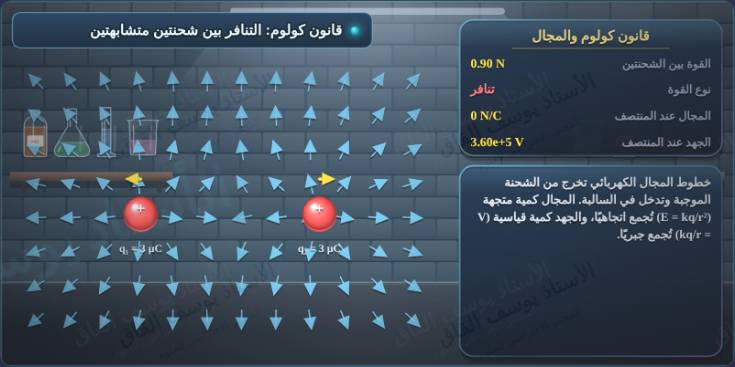 قانون كولوم: التنافر بين شحنتين متشابهتين
قانون كولوم والمجال
القوة بين الشحنتين 0.90 N
نوع القوة تنافر
المجال عند المنتصف 0 N/C
الجهد عند المنتصف 3.60e+5 V
خطوط المجال الكهربائي تخرج من الشحنة
الموجبة وتدخل في السالبة. المجال كمية متجهة
(E = kq/r²) تُجمع اتجاهيًا، والجهد كمية قياسية (V
= kq/r) تُجمع جبريًا.
+ +
q₁ = 3 µC q₂ = 3 µC
الأستاذ يوسف